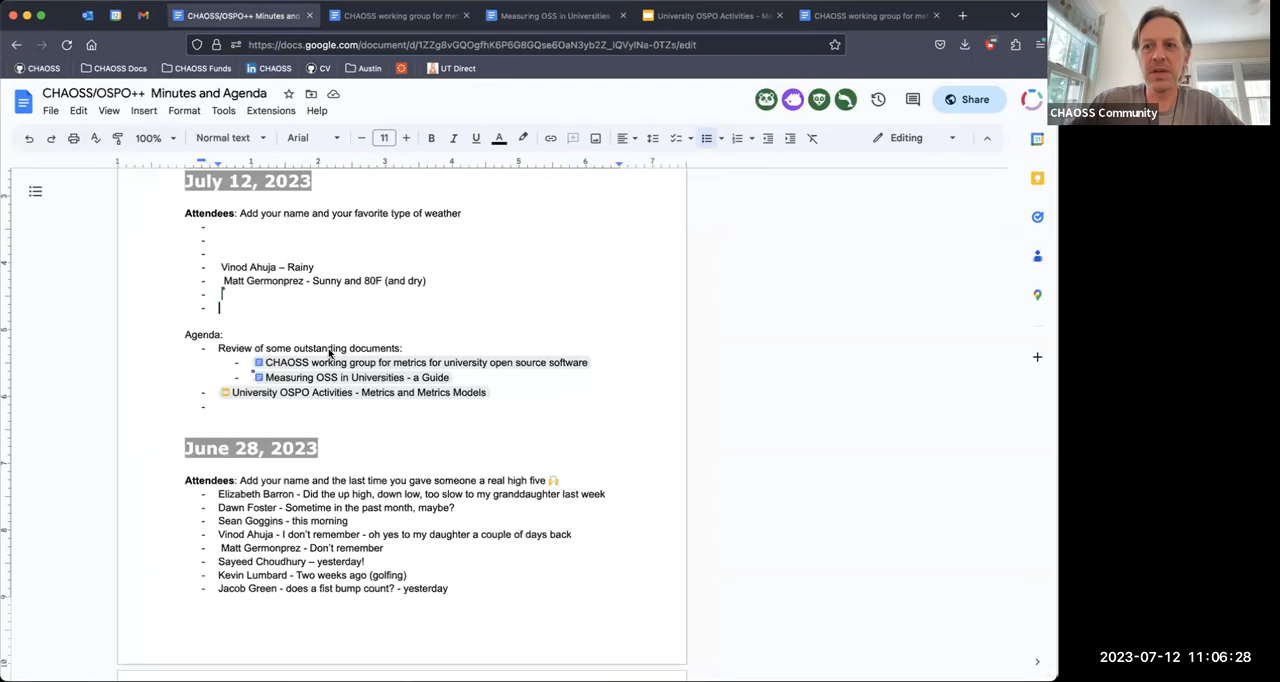 CHAOSS/OSPO++ Minutes and
CHAOSS working group for met
Measuring OSS in Universities
University OSPO Activities - Me
CHAOSS working group for met
https://docs.google.com/document/d/1ZZg8vGQOgfhK6P6G8GQse6OaN3yb2Z_lQVyINa-0TZs/edit
CHAOSS
CHAOSS Docs
CHAOSS Funds
CHAOSS
CV
Austin
UT Direct
CHAOSS Community
CHAOSS/OSPO++ Minutes and Agenda
File Edit View Insert Format Tools Extensions Help
Share
100% Normal text Arial 11 Editing
July 12, 2023
Attendees: Add your name and your favorite type of weather
-
-
-
- Vinod Ahuja – Rainy
- Matt Germonprez - Sunny and 80F (and dry)
-
-
Agenda:
- Review of some outstanding documents:
- CHAOSS working group for metrics for university open source software
- Measuring OSS in Universities - a Guide
- University OSPO Activities - Metrics and Metrics Models
-
June 28, 2023
Attendees: Add your name and the last time you gave someone a real high five 🙌
- Elizabeth Barron - Did the up high, down low, too slow to my granddaughter last week
- Dawn Foster - Sometime in the past month, maybe?
- Sean Goggins - this morning
- Vinod Ahuja - I don't remember - oh yes to my daughter a couple of days back
- Matt Germonprez - Don't remember
- Sayeed Choudhury – yesterday!
- Kevin Lumbard - Two weeks ago (golfing)
- Jacob Green - does a fist bump count? - yesterday
2023-07-12 11:06:28